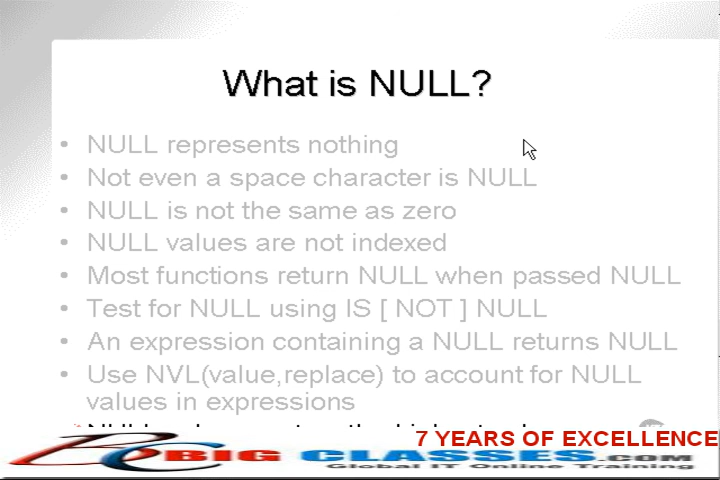 What is NULL?
• NULL represents nothing
• Not even a space character is NULL
• NULL is not the same as zero
• NULL values are not indexed
• Most functions return NULL when passed NULL
• Test for NULL using IS [ NOT ] NULL
• An expression containing a NULL returns NULL
• Use NVL(value,replace) to account for NULL
values in expressions
7 YEARS OF EXCELLENCE
BIG CLASSES.COM
Global IT Online Training